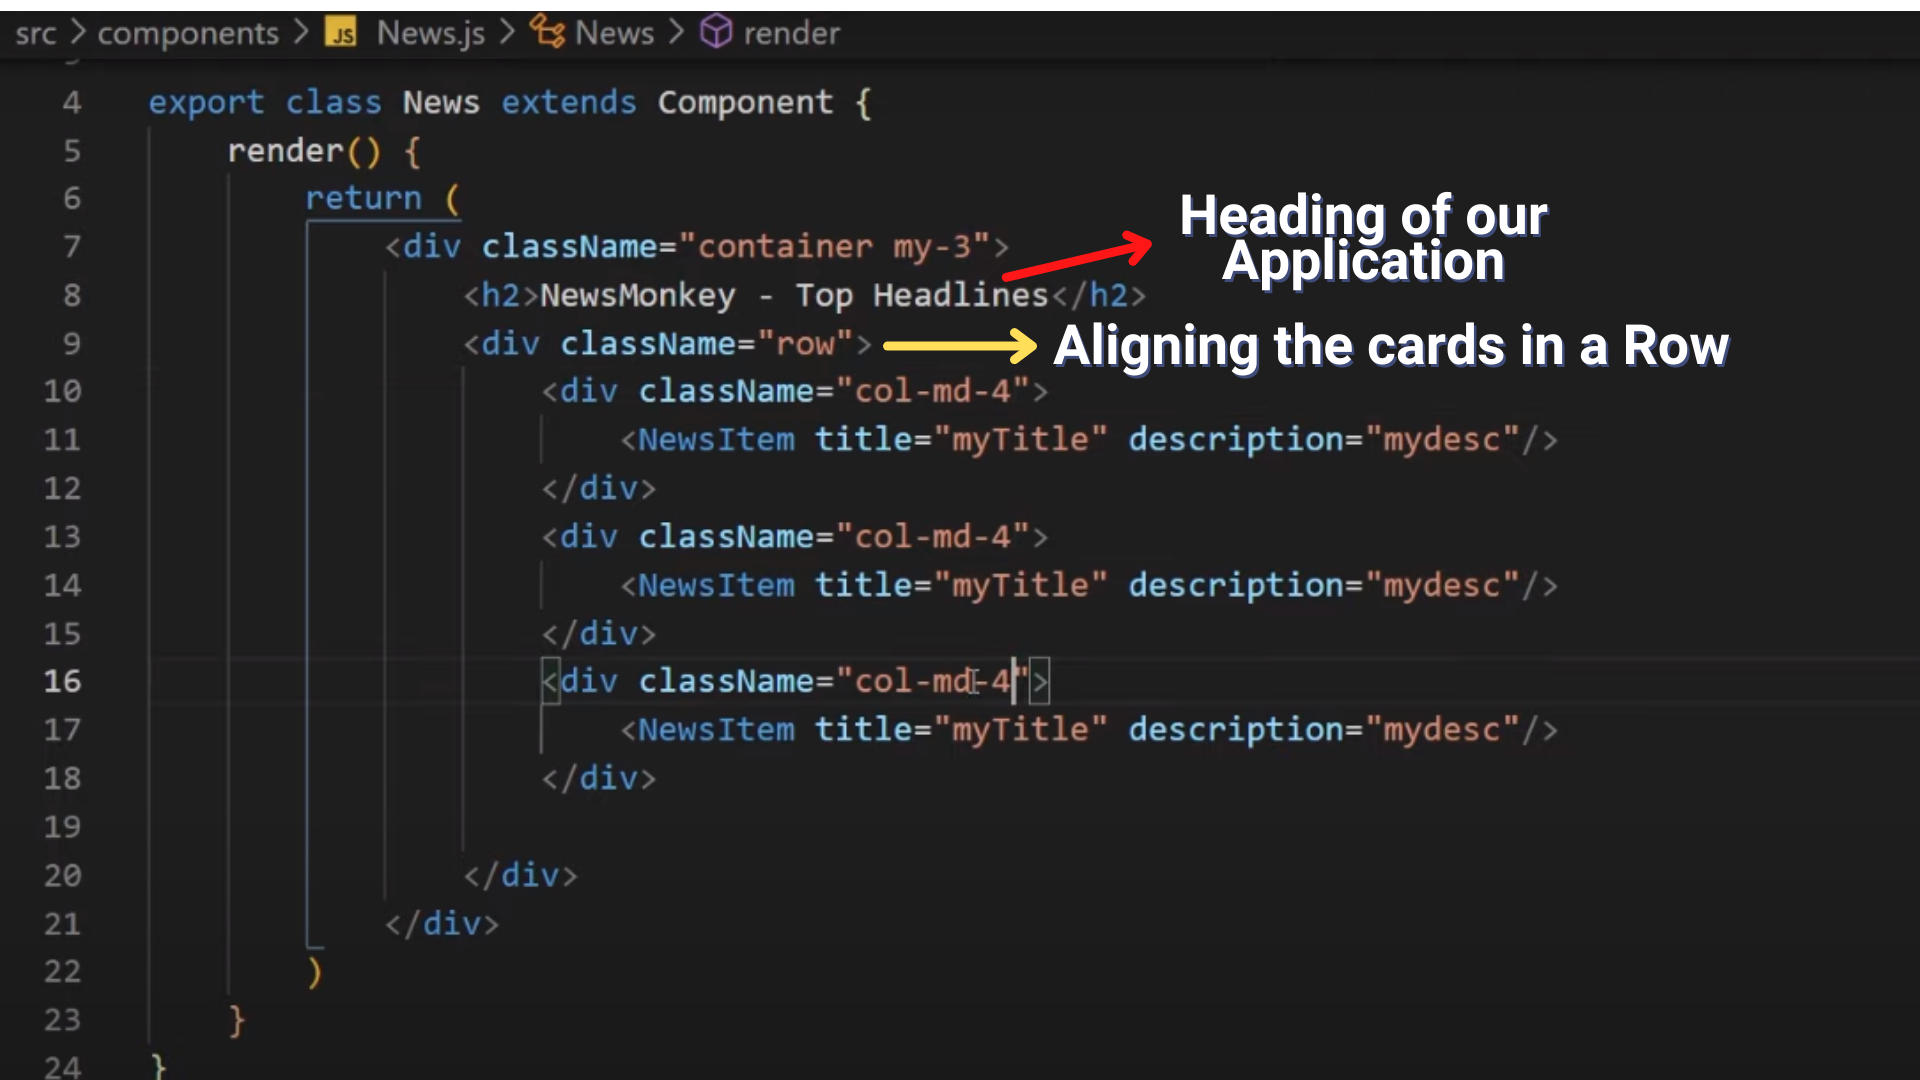 src > components > JS News.js > News > render
4 export class News extends Component {
5 render() {
6 return (
Heading of our
Application
7 <div className="container my-3">
8 <h2>NewsMonkey - Top Headlines</h2>
9 <div className="row">
Aligning the cards in a Row
10 <div className="col-md-4">
11 <NewsItem title="myTitle" description="mydesc"/>
12 </div>
13 <div className="col-md-4">
14 <NewsItem title="myTitle" description="mydesc"/>
15 </div>
16 <div className="col-md-4">
17 <NewsItem title="myTitle" description="mydesc"/>
18 </div>
19
20 </div>
21 </div>
22 )
23 }
24 }